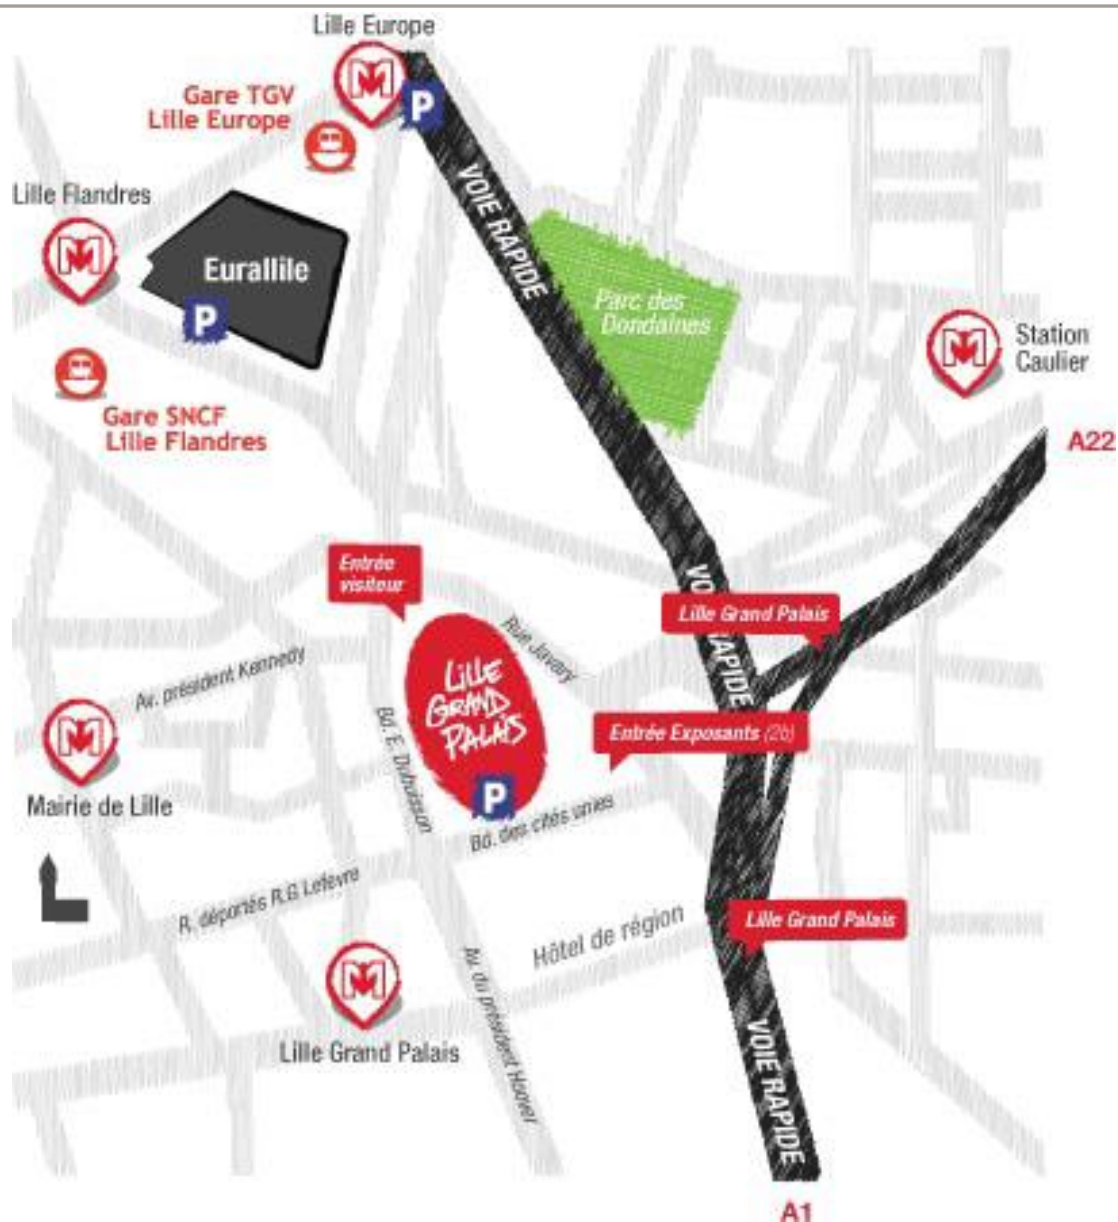 Lille Europe
Gare TGV
Lille Europe
P
VOIE RAPIDE
Lille Flandres
Eurallile
P
Parc des
Dondaines
Station
Caulier
Gare SNCF
Lille Flandres
A22
Entrée
visiteur
VOIE RAPIDE
Lille Grand Palais
Rue Javary
Av. président Kennedy
LILLE
GRAND
PALAIS
Bd. E. Dubuisson
Entrée Exposants (2b)
P
Mairie de Lille
Bd. des cités unies
R. déportés R.G Lefevre
Lille Grand Palais
Hôtel de région
Av. du président Hoover
Lille Grand Palais
VOIE RAPIDE
A1